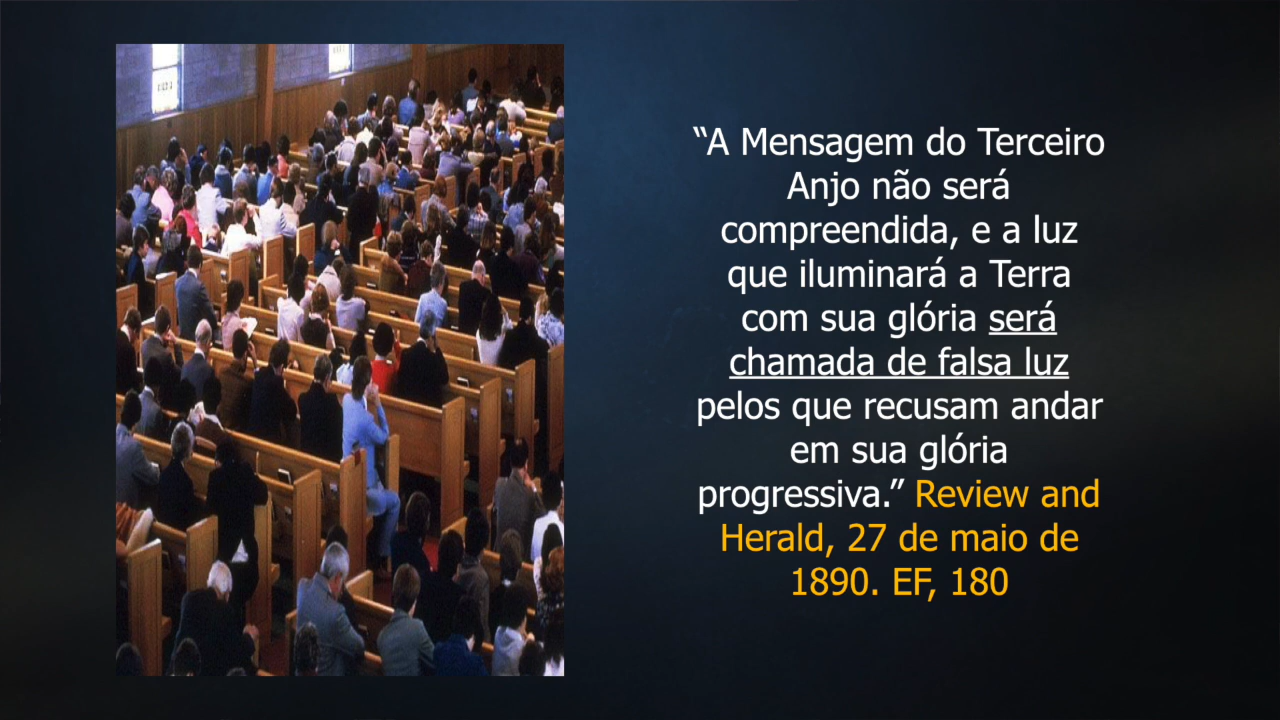 “A Mensagem do Terceiro
Anjo não será
compreendida, e a luz
que iluminará a Terra
com sua glória será
chamada de falsa luz
pelos que recusam andar
em sua glória
progressiva.” Review and
Herald, 27 de maio de
1890. EF, 180